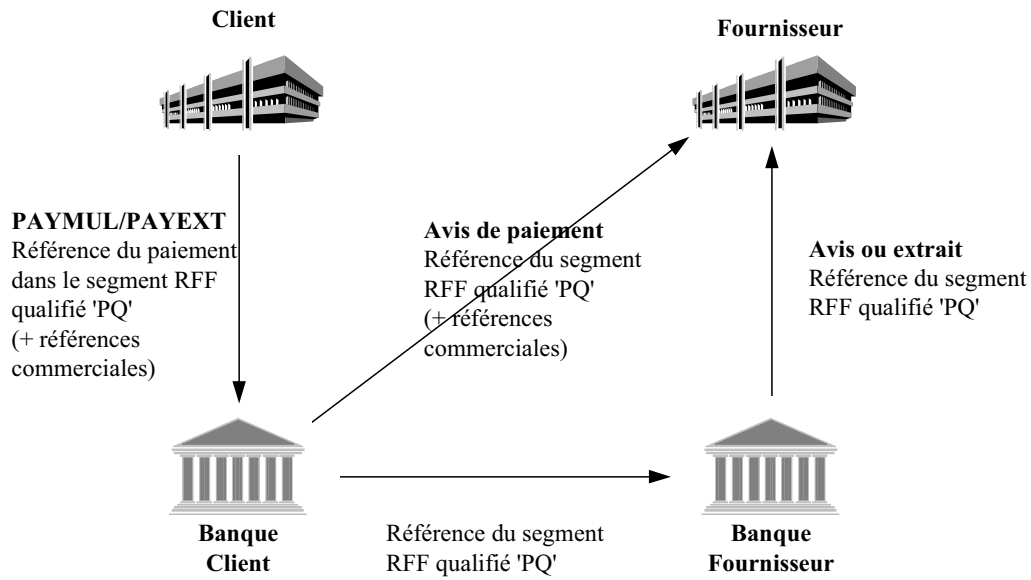 Client
Fournisseur
PAYMUL/PAYEXT
Référence du paiement
dans le segment RFF
qualifié 'PQ'
(+ références
commerciales)
Avis de paiement
Référence du segment
RFF qualifié 'PQ'
(+ références
commerciales)
Avis ou extrait
Référence du segment
RFF qualifié 'PQ'
Banque
Client
Référence du segment
RFF qualifié 'PQ'
Banque
Fournisseur